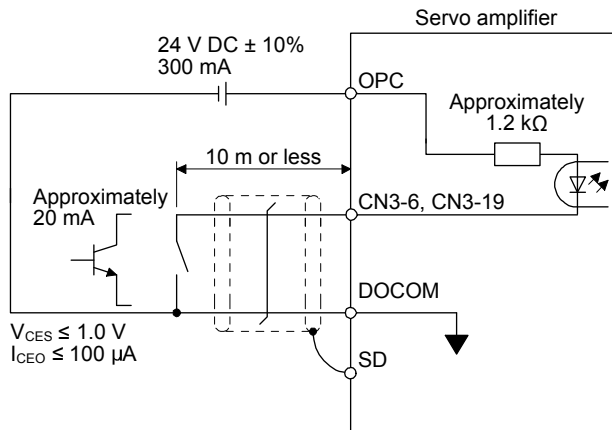 Servo amplifier
24 V DC ± 10%
300 mA
OPC
Approximately
1.2 kΩ
10 m or less
Approximately
20 mA
CN3-6, CN3-19
DOCOM
VCES ≤ 1.0 V
ICEO ≤ 100 µA
SD